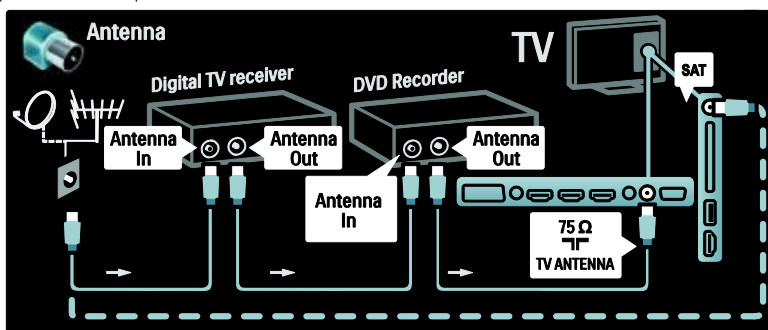 Antenna
TV
Digital TV receiver
DVD Recorder
SAT
Antenna
In
Antenna
Out
Antenna
In
Antenna
Out
75 Ω
TV ANTENNA